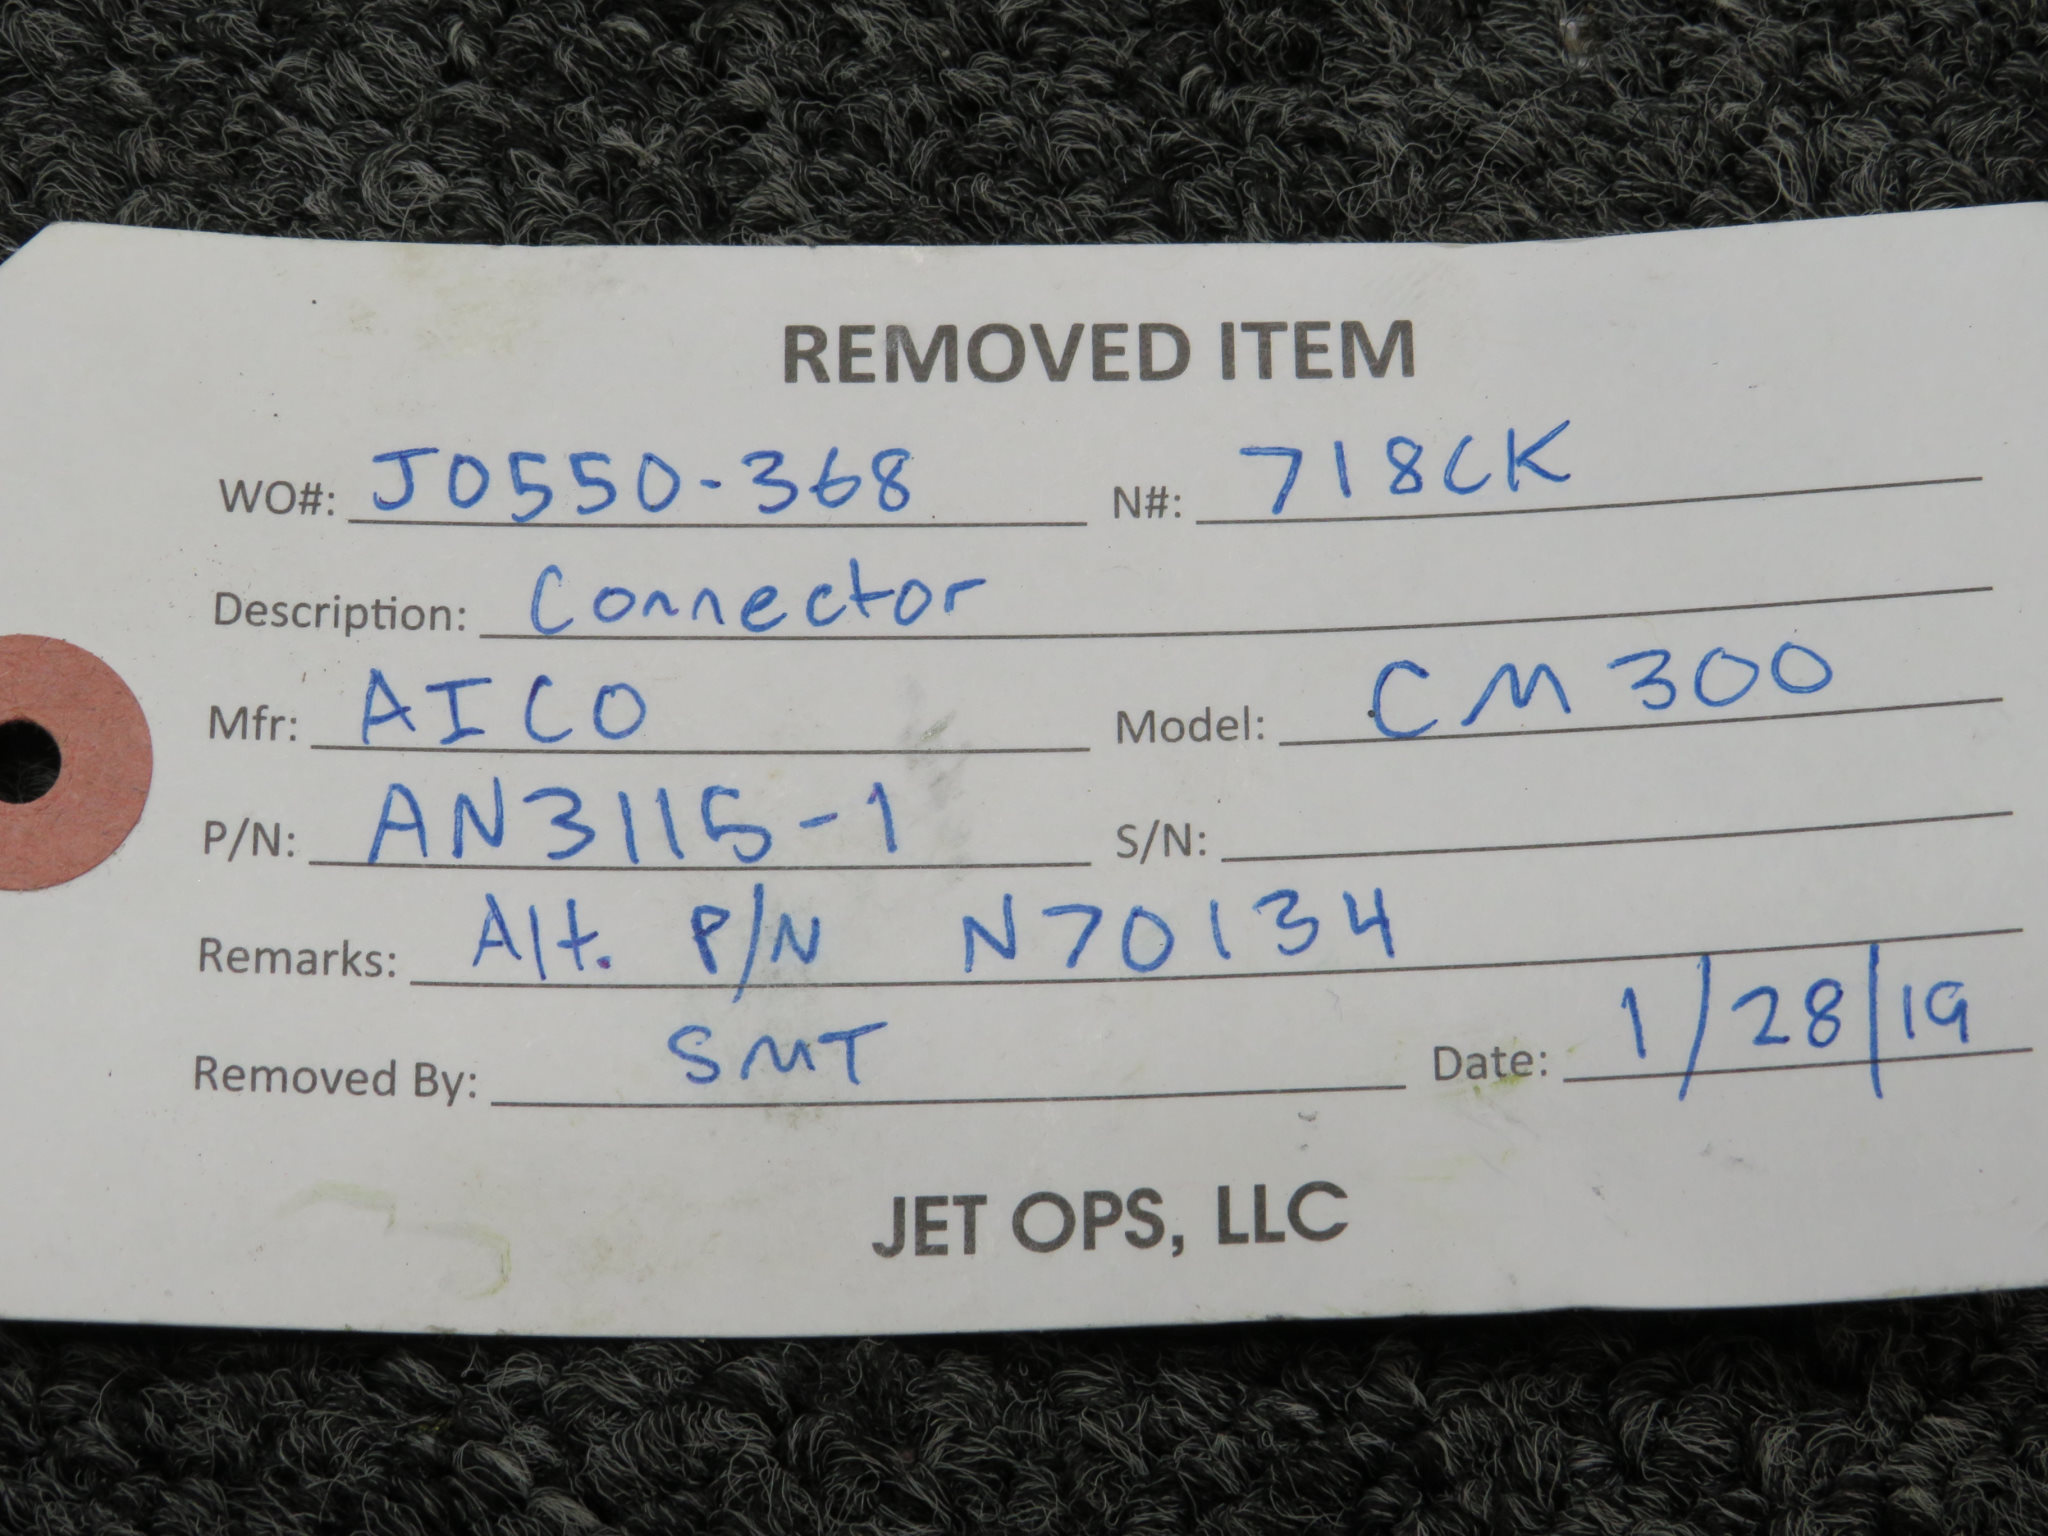 REMOVED ITEM
WO#: J0550-368 N#: 718CK
Description: Connector
Mfr: AICO Model: CM300
P/N: AN3115-1 S/N:
Remarks: Alt. P/N N70134
Removed By: SMT Date: 1/28/19
JET OPS, LLC